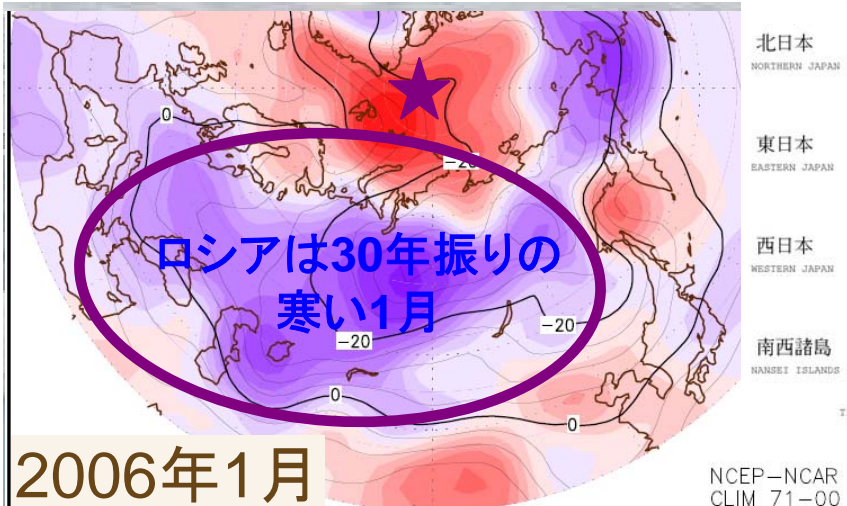 北日本
NORTHERN JAPAN
0
-20
東日本
EASTERN JAPAN
ロシアは30年振りの
寒い1月
西日本
WESTERN JAPAN
-20
-20
南西諸島
NANSEI ISLANDS
0
0
T
2006年1月
NCEP-NCAR
CLIM 71-00